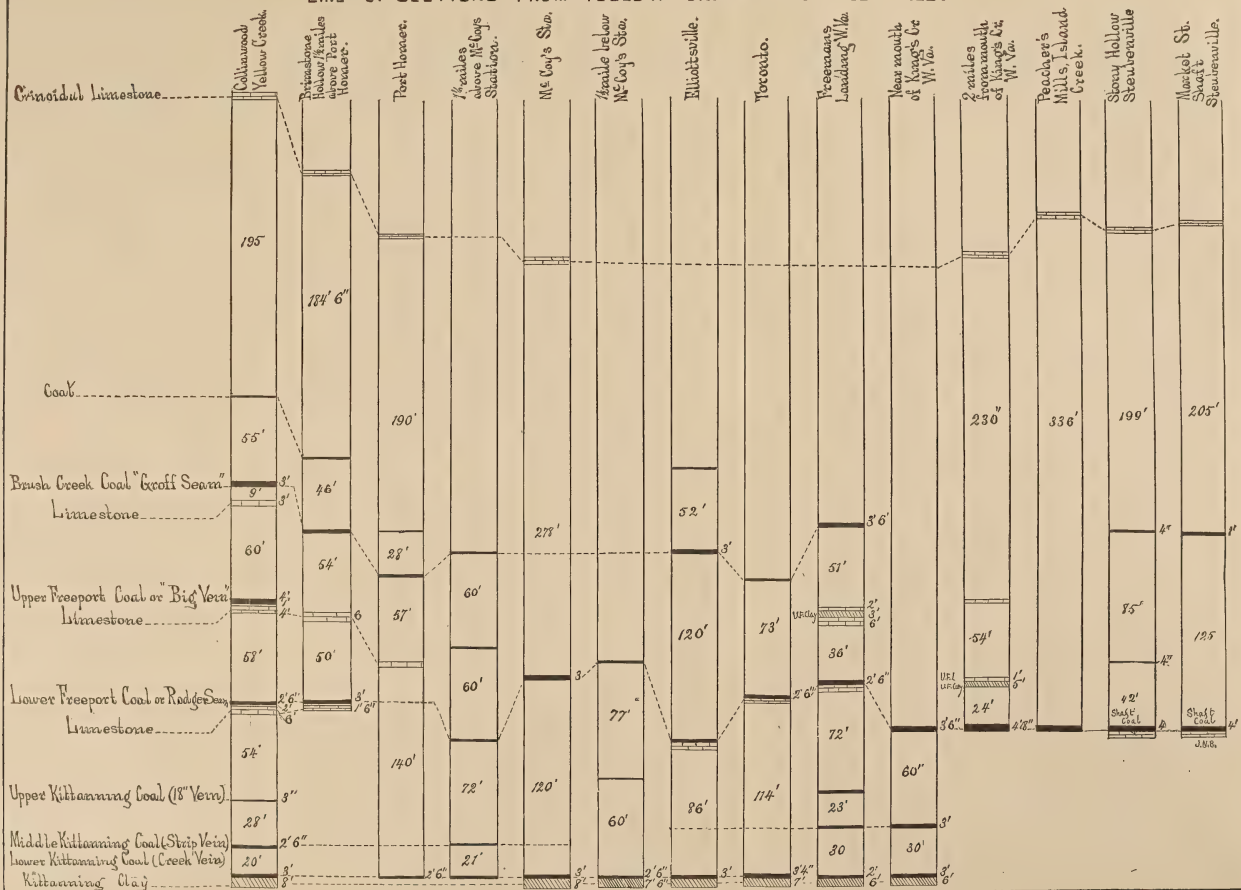 Collinwood
Yellow Creek.
Brimstone
Hollow 1½ miles
above Port
Homer.
Port Homer.
1½ miles
above McCoys
Station.
McCoy's Sta.
1½ mile below
McCoy's Sta.
Elliottsville.
Toronto.
Freemans
Landing W.Va.
Near mouth
of King's Cr
W. Va.
2 miles
from mouth
of King's Cr,
W. Va.
Peacher's
Mills, Island
Creek.
Stony Hollow
Steubenville
Market St.
Shaft
Steubenville.
Crinoidal Limestone
195
184' 6"
190'
278'
230"
336'
199'
205'
Coal
55'
46'
28'
52'
3' 6"
Brush Creek Coal "Groff Seam"
3'
9'
Limestone
3'
60'
54'
57'
60'
3'
51'
4"
1'
Upper Freeport Coal or "Big Vein"
4'
Limestone
4'
6
120'
73'
2'
U.F. Clay
3'
6'
54'
85'
125
58'
50'
60'
36'
U.F.L
U.F. Clay
1'
5'
4"
Lower Freeport Coal or Rodger Seam
2' 6"
2'
6'
3'
1' 6"
3
77'
2' 6"
2' 6"
24'
42'
Shaft
Coal
Shaft
Coal
Limestone
3'6"
4'8"
4
4'
J.N.B.
54'
140'
72'
120'
86'
174'
72'
60"
Upper Kittanning Coal (18" Vein)
3"
28'
60'
23'
Middle Kittanning Coal (Strip Vein)
2' 6"
3'
Lower Kittanning Coal (Creek Vein)
20'
21'
30
30'
Kittanning Clay
3'
8'
2' 6"
3'
8'
2' 6"
7' 6"
3'
3'4"
7'
2'
6'
3'
6'